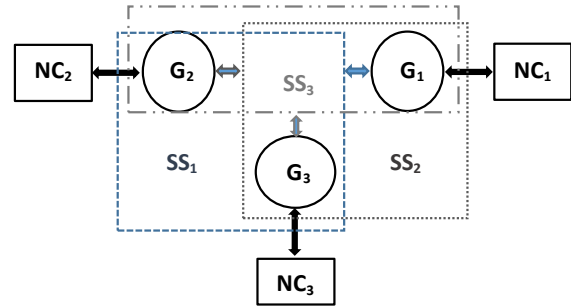 NC₂
G₂
SS₃
G₁
NC₁
SS₁
G₃
SS₂
NC₃